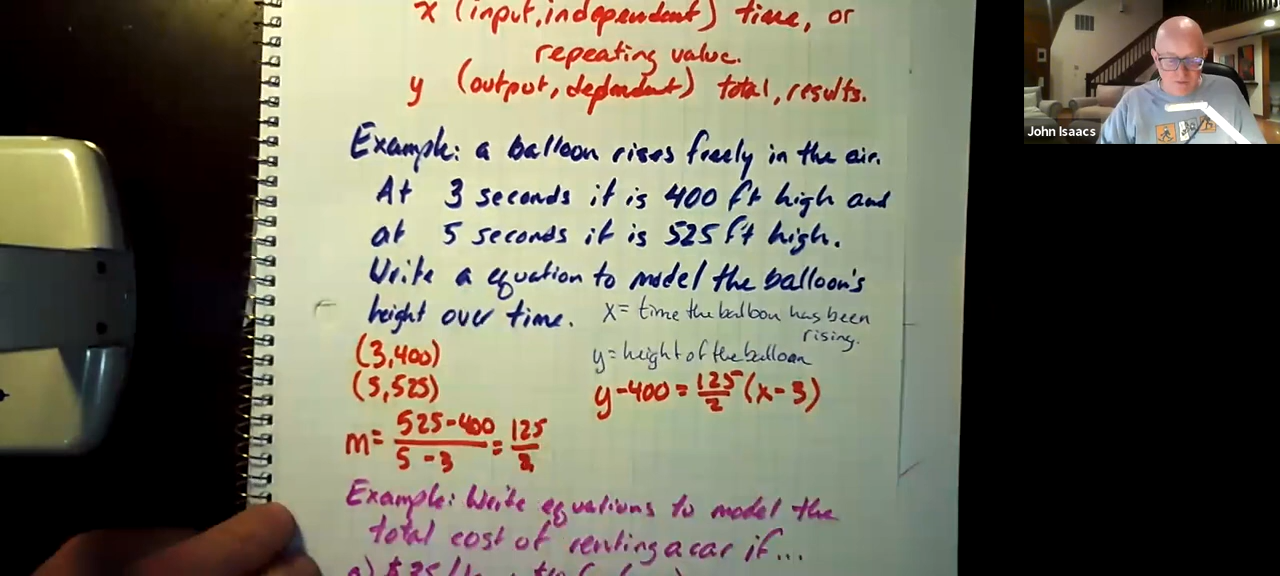 x (input, independent) time, or
repeating value.
y (output, dependent) total, results.
John Isaacs
Example: a balloon rises freely in the air.
At 3 seconds it is 400 ft high and
at 5 seconds it is 525 ft high.
Write a equation to model the balloon's
height over time.
x = time the balloon has been
rising.
y = height of the balloon
(3,400)
(5,525)
y - 400 = 125/2 (x - 3)
m = 525-400/5-3 = 125/2
Example: Write equations to model the
total cost of renting a car if...